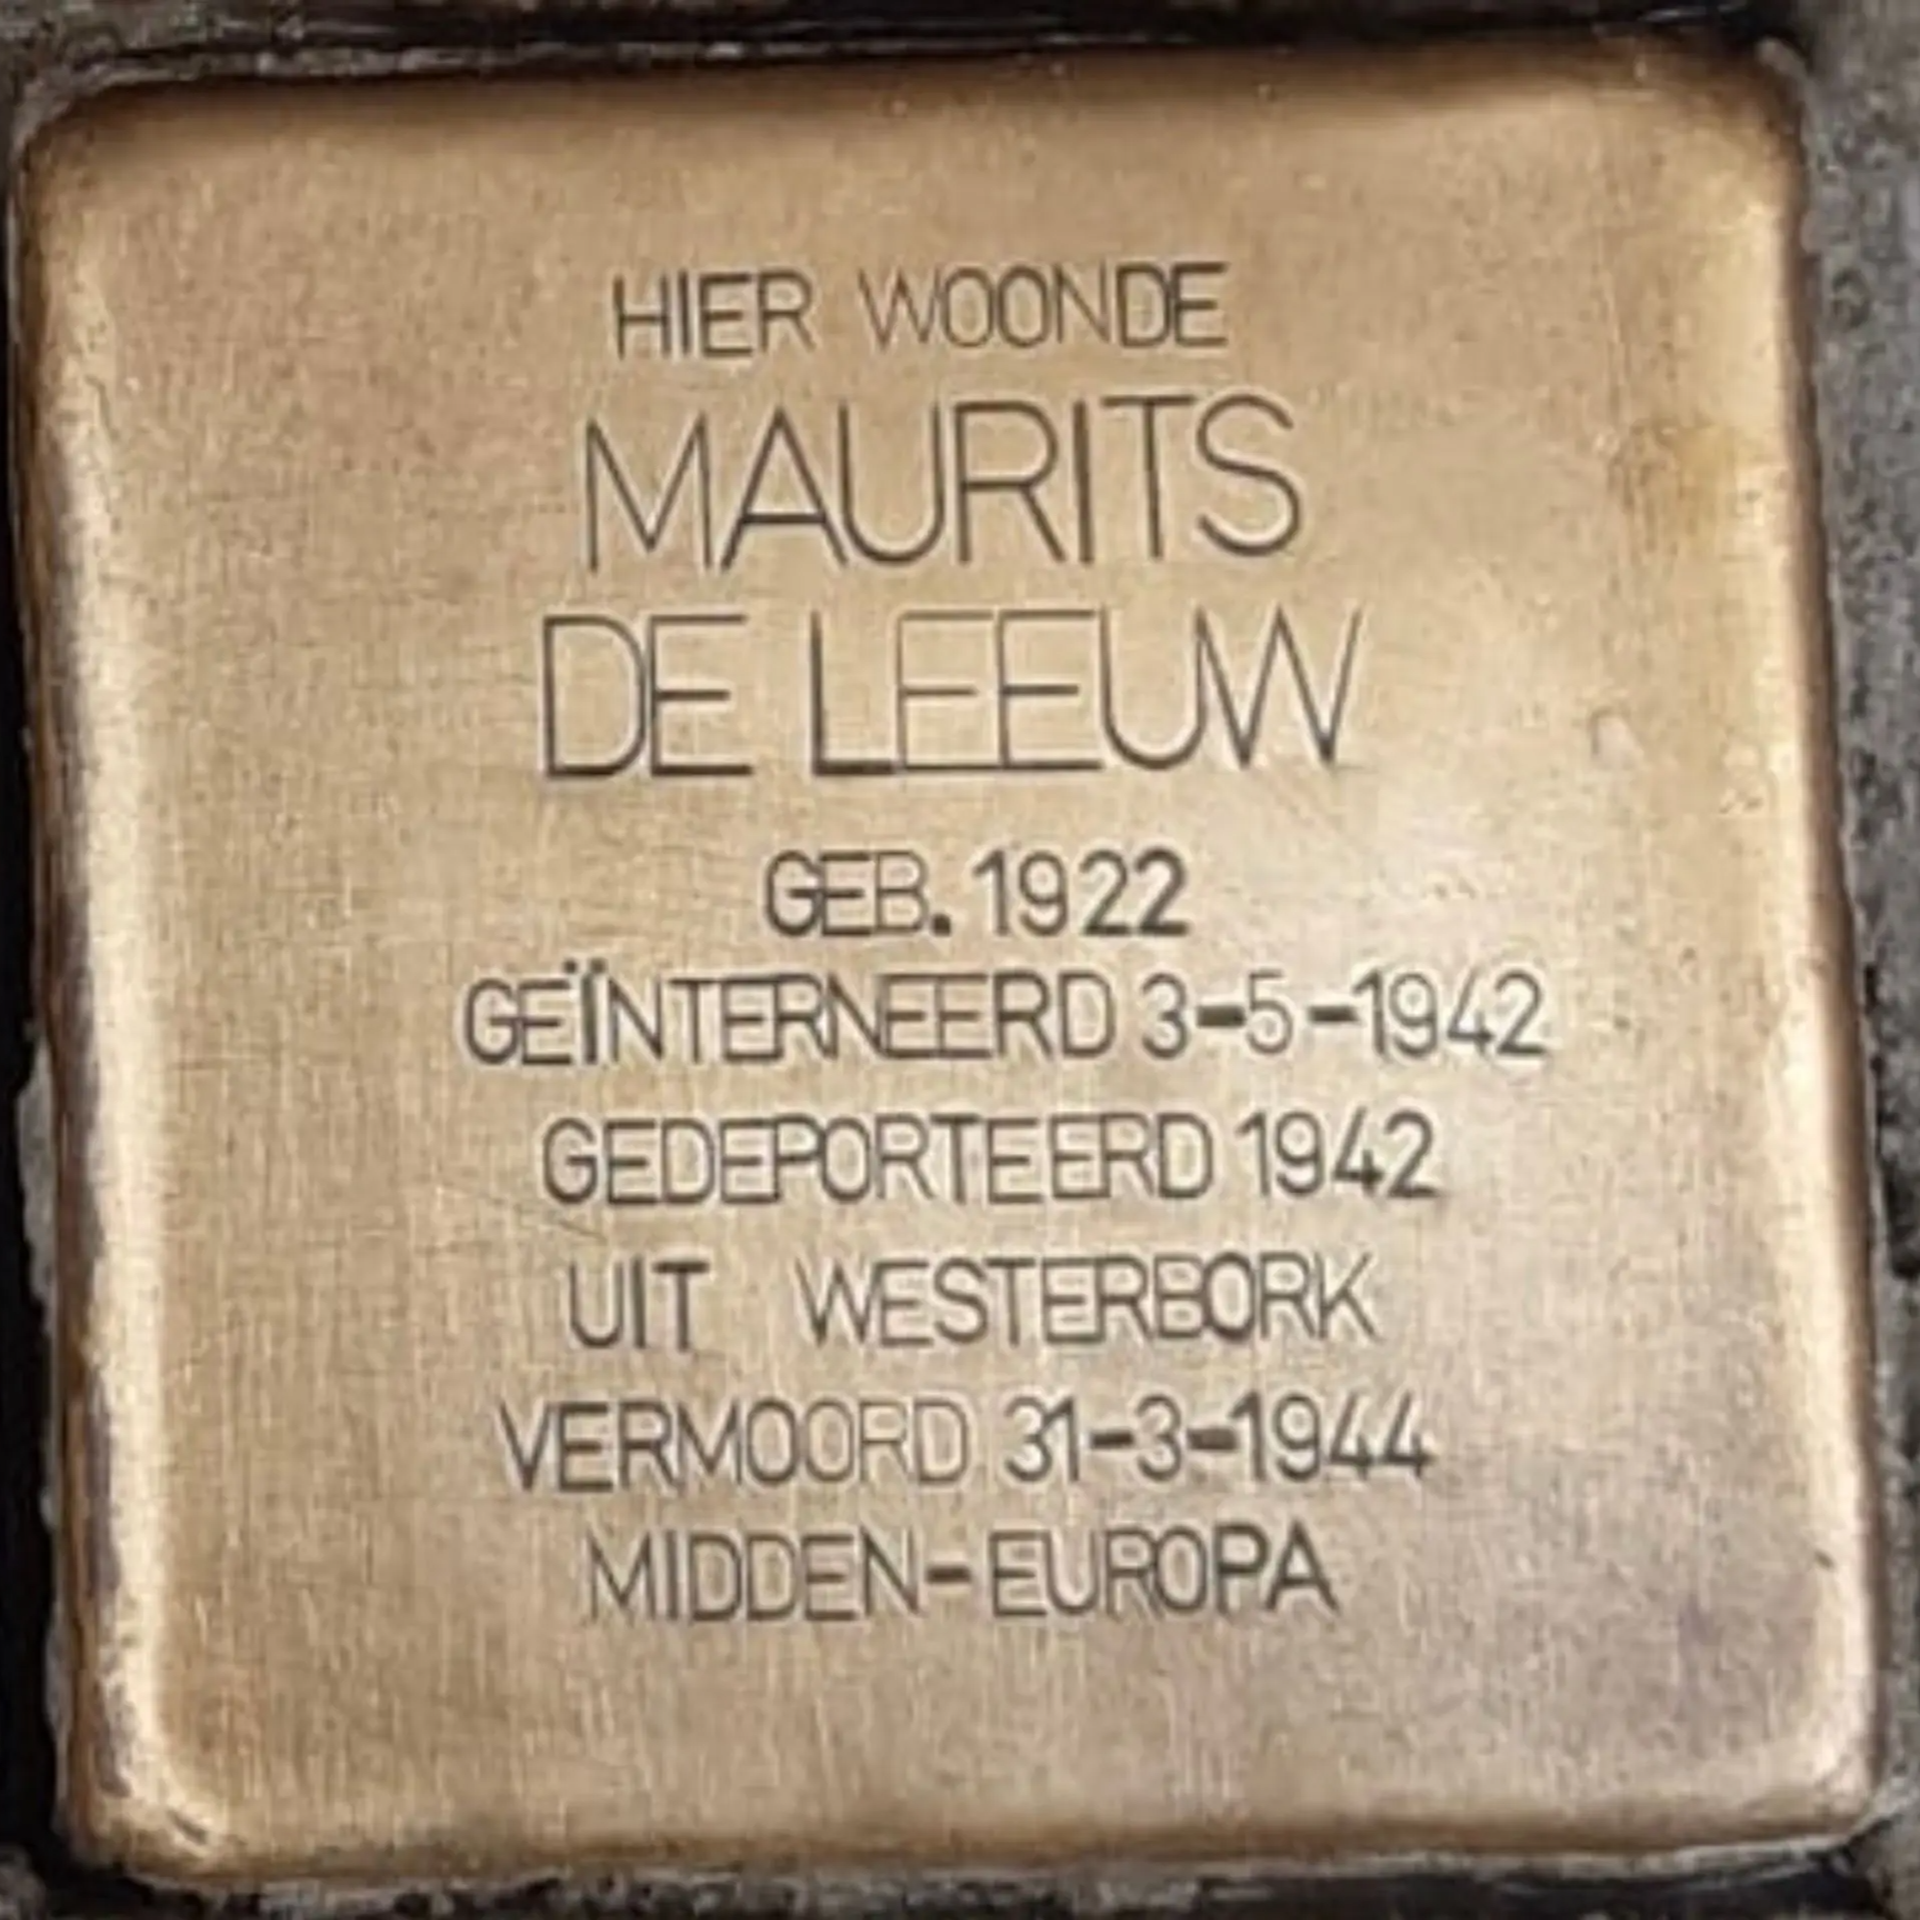 HIER WOONDE
MAURITS
DE LEEUW
GEB. 1922
GEÏNTERNEERD 3-5-1942
GEDEPORTEERD 1942
UIT WESTERBORK
VERMOORD 31-3-1944
MIDDEN-EUROPA